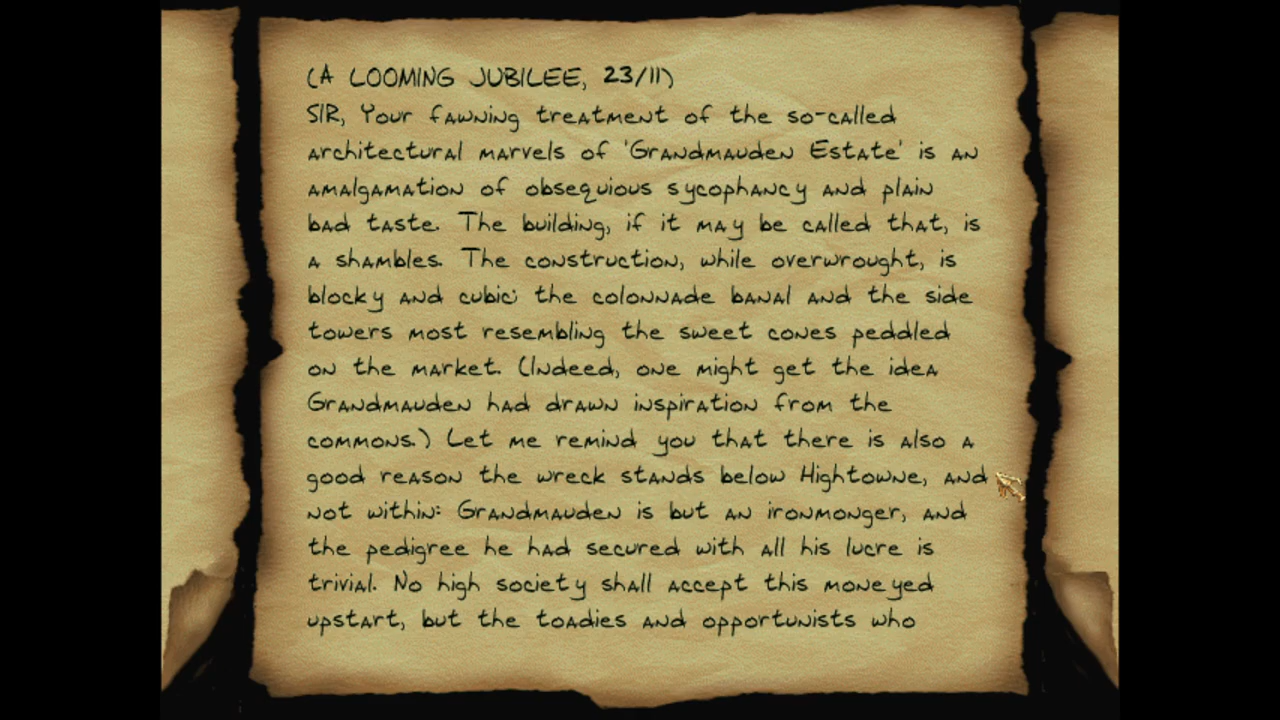 (A LOOMING JUBILEE, 23/11)
SIR, Your fawning treatment of the so-called
architectural marvels of 'Grandmauden Estate' is an
amalgamation of obsequious sycophancy and plain
bad taste. The building, if it may be called that, is
a shambles. The construction, while overwrought, is
blocky and cubic; the colonnade banal and the side
towers most resembling the sweet cones peddled
on the market. (Indeed, one might get the idea
Grandmauden had drawn inspiration from the
commons.) Let me remind you that there is also a
good reason the wreck stands below Hightowne, and
not within: Grandmauden is but an ironmonger, and
the pedigree he had secured with all his lucre is
trivial. No high society shall accept this moneyed
upstart, but the toadies and opportunists who